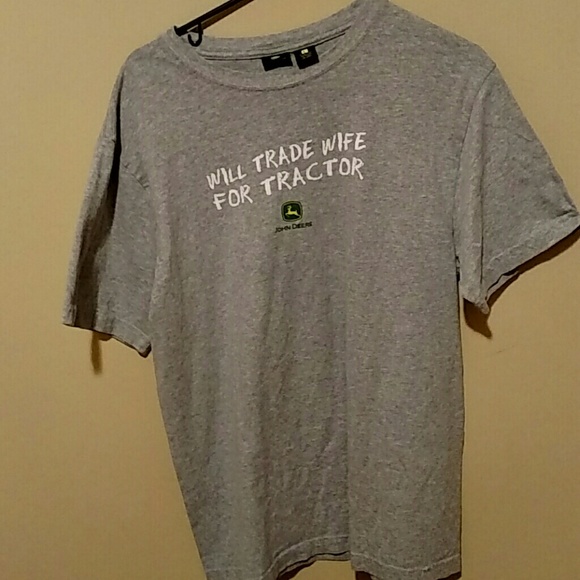 WILL TRADE WIFE
FOR TRACTOR
JOHN DEERE